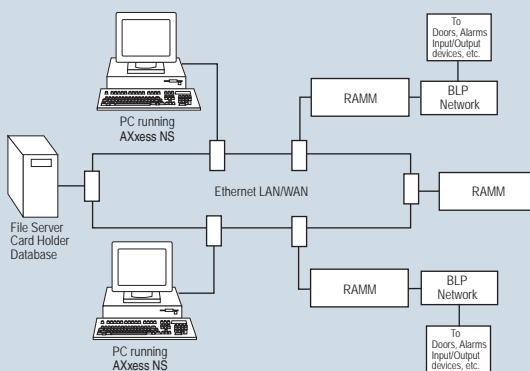 To
Doors, Alarms
Input/Output
devices, etc.
RAMM
BLP
Network
PC running
AXxess NS
Ethernet LAN/WAN
RAMM
File Server
Card Holder
Database
RAMM
BLP
Network
PC running
AXxess NS
To
Doors, Alarms
Input/Output
devices, etc.